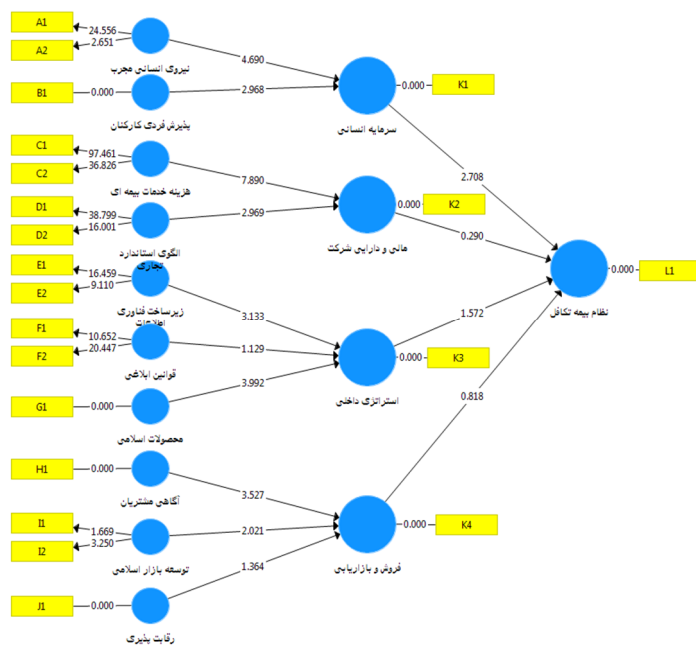 A1
24.556
A2
2.651
نیروی انسانی مجرب
4.690
B1
0.000
پذیرش فردی کارکنان
2.968
0.000
K1
سرمایه انسانی
C1
97.461
C2
36.826
هزینه خدمات بیمه ای
7.890
2.708
D1
38.799
D2
16.001
الگوی استاندارد
تجاری
2.969
0.000
K2
مالی و دارایی شرکت
0.290
E1
16.459
E2
9.110
زیرساخت فناوری
اطلاعات
3.133
0.000
L1
نظام بیمه تکافل
F1
10.652
F2
20.447
قوانین ابلاغی
1.129
0.000
K3
استراتژی داخلی
1.572
G1
0.000
محصولات اسلامی
3.992
0.818
H1
0.000
آگاهی مشتریان
3.527
I1
1.669
I2
3.250
توسعه بازار اسلامی
2.021
0.000
K4
فروش و بازاریابی
J1
0.000
رقابت پذیری
1.364